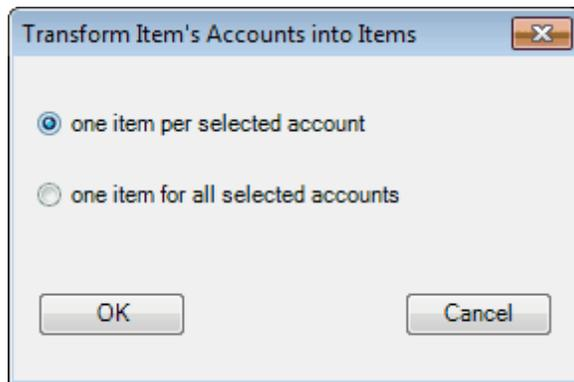 Transform Item's Accounts into Items
one item per selected account
one item for all selected accounts
OK
Cancel